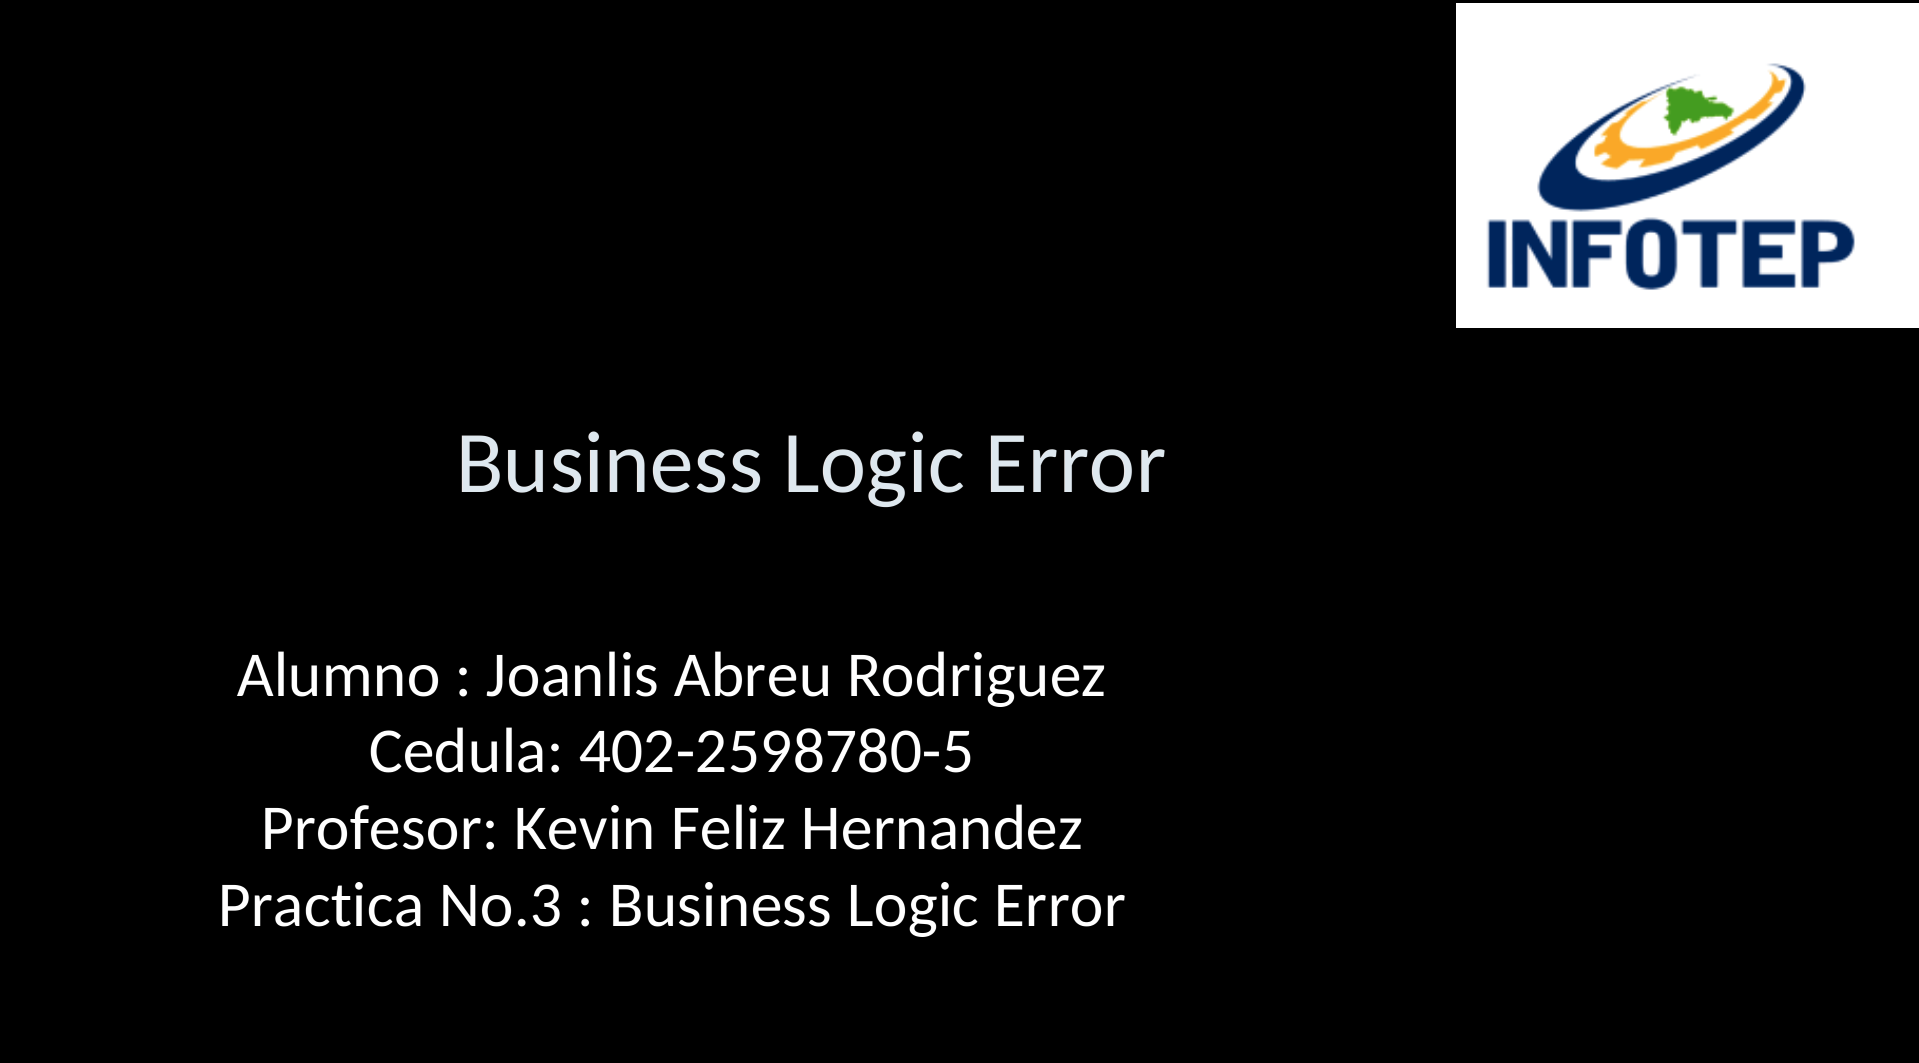 INFOTEP
Business Logic Error
Alumno : Joanlis Abreu Rodriguez
Cedula: 402-2598780-5
Profesor: Kevin Feliz Hernandez
Practica No.3 : Business Logic Error